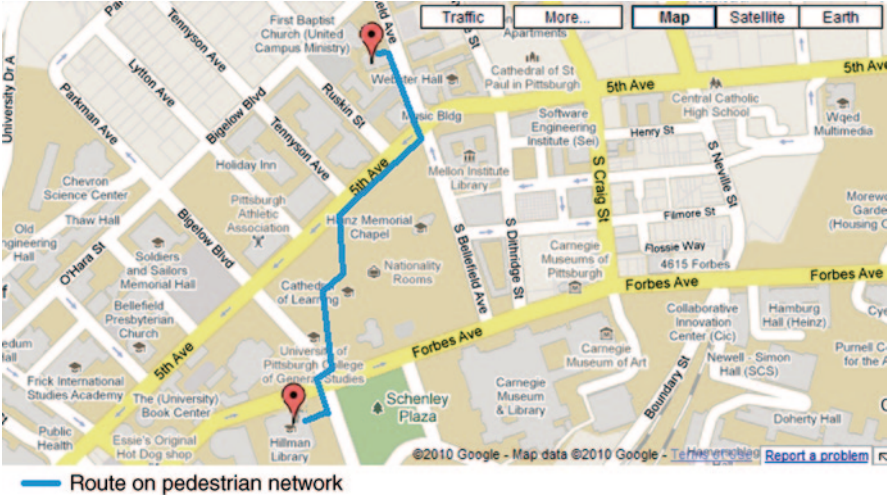 Traffic
More...
Map
Satellite
Earth
First Baptist
Church (United
Campus Ministry)
Tennyson Ave
Apartments
University Dr A
Lytton Ave
Webster Hall
Cathedral of St
Paul in Pittsburgh
5th Ave
5th Ave
Parkman Ave
Bigelow Blvd
Ruskin St
Central Catholic
High School
Music Bldg
Software
Engineering
Institute (Sei)
Wqed
Multimedia
Tennyson Ave
Henry St
Holiday Inn
S Neville St
Mellon Institute
Library
5th Ave
Chevron
Science Center
S Craig St
Pittsburgh
Athletic
Association
Thaw Hall
Bigelow Blvd
Heinz Memorial
Chapel
Filmore St
Old
ngineering
Hall
O'Hara St
S Bellefield Ave
S Dithridge St
Carnegie
Museums of
Pittsburgh
Flossie Way
4615 Forbes
Soldiers
and Sailors
Memorial Hall
Nationality
Rooms
Cathedral
of Learning
Forbes Ave
Forbes Ave
Bellefield
Presbyterian
Church
Collaborative
Innovation
Center (Cic)
Hamburg
Hall (Heinz)
University of
Pittsburgh College
of General Studies
Forbes Ave
Carnegie
Museum of Art
Newell - Simon
Hall (SCS)
Purnell C
for the A
5th Ave
Frick International
Studies Academy
The (University)
Book Center
Schenley
Plaza
Carnegie
Museum
& Library
Boundary St
Doherty Hall
Public
Health
Essie's Original
Hot Dog shop
Hillman
Library
©2010 Google - Map data ©2010 Google - Terms of Use
Report a problem
Route on pedestrian network